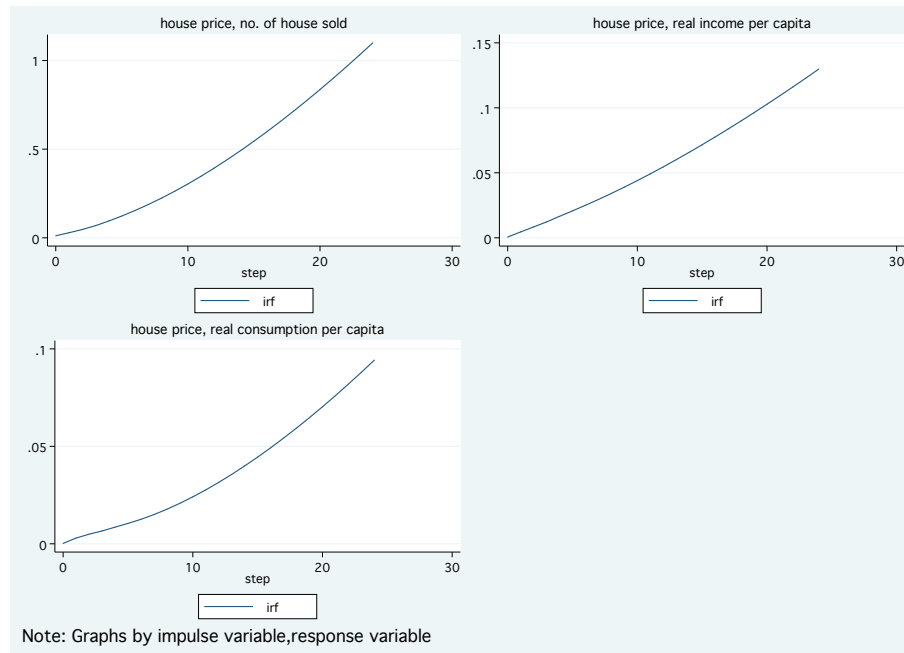 house price, no. of house sold
1
.5
0
0 10 20 30
step
irf
house price, real income per capita
.15
.1
.05
0
0 10 20 30
step
irf
house price, real consumption per capita
.1
.05
0
0 10 20 30
step
irf
Note: Graphs by impulse variable,response variable